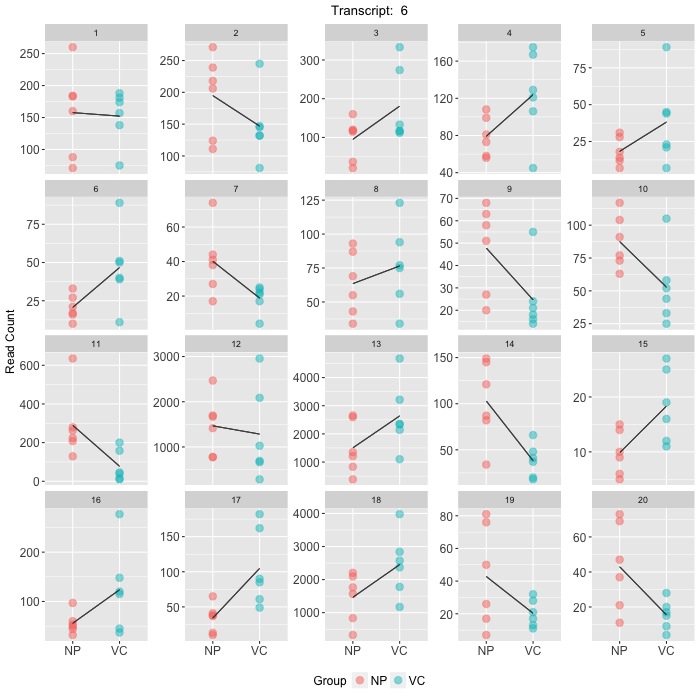 Transcript: 6
1 2 3 4 5
250 200 150 100
250 200 150 100
300 200 100
160 120 80 40
75 50 25
6 7 8 9 10
75 50 25
60 40 20
125 100 75 50
70 60 50 40 30 20
100 75 50 25
Read Count
11 12 13 14 15
600 400 200 0
3000 2000 1000
4000 3000 2000 1000
150 100 50
20 10
16 17 18 19 20
200 100
150 100 50
4000 3000 2000 1000
80 60 40 20
60 40 20
NP VC NP VC NP VC NP VC NP VC
Group NP VC